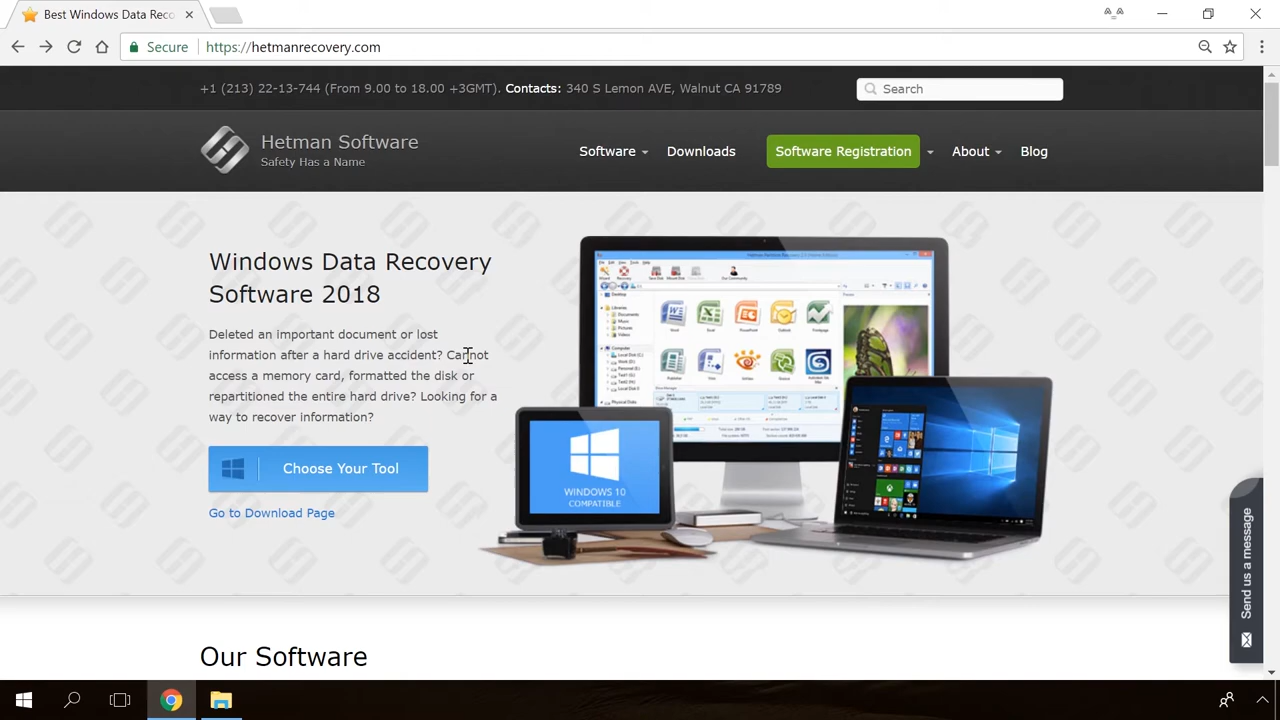 Best Windows Data Reco
Secure https://hetmanrecovery.com
+1 (213) 22-13-744 (From 9.00 to 18.00 +3GMT). Contacts: 340 S Lemon AVE, Walnut CA 91789
Search
Hetman Software
Safety Has a Name
Software
Downloads
Software Registration
About
Blog
Windows Data Recovery
Software 2018
Deleted an important document or lost
information after a hard drive accident? Cannot
access a memory card, formatted the disk or
repartitioned the entire hard drive? Looking for a
way to recover information?
Choose Your Tool
Go to Download Page
WINDOWS 10
COMPATIBLE
Send us a message
Our Software